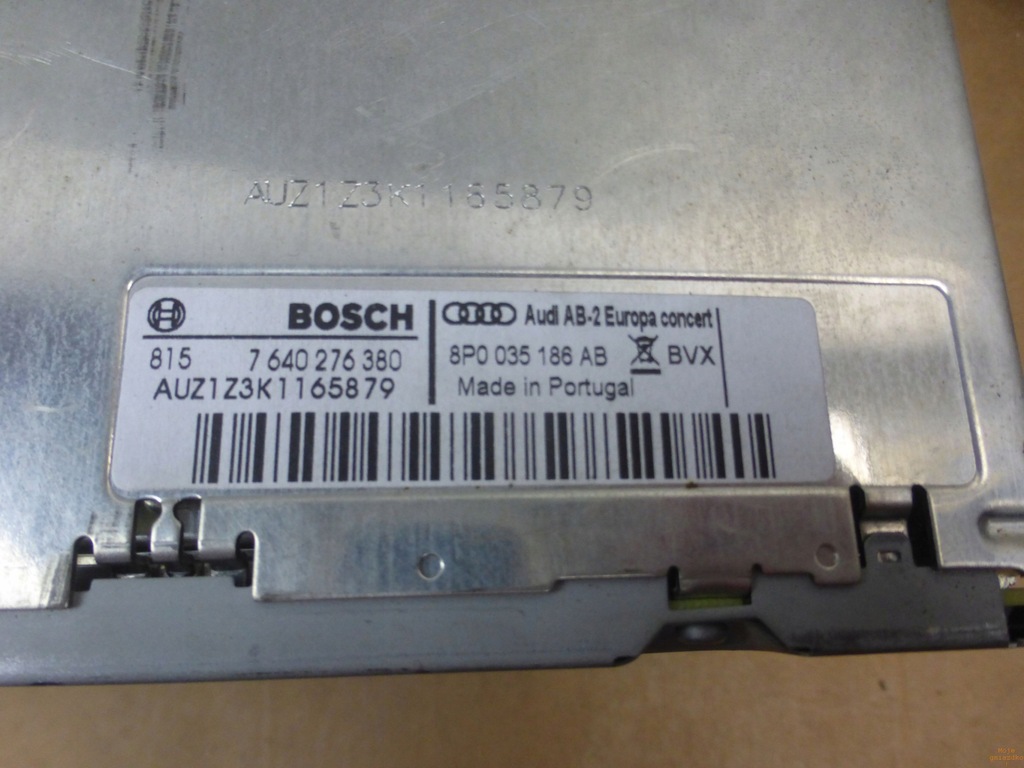 AUZ1Z3K1165879
BOSCH
815 7 640 276 380
AUZ1Z3K1165879
Audi AB-2 Europa concert
8P0 035 186 AB BVX
Made in Portugal